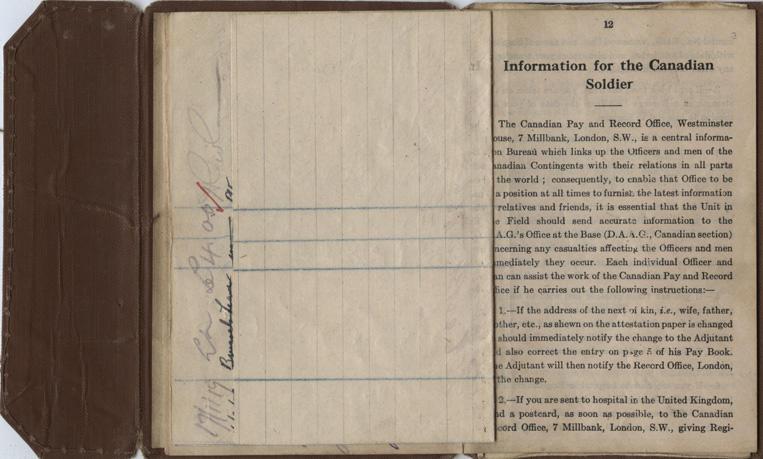 12
3
Information for the Canadian
Soldier
The Canadian Pay and Record Office, Westminster
ouse, 7 Millbank, London, S.W., is a central informa-
n Bureau which links up the Officers and men of the
anadian Contingents with their relations in all parts
the world ; consequently, to enable that Office to be
a position at all times to furnish the latest information
relatives and friends, it is essential that the Unit in
e Field should send accurate information to the
.A.G.'s Office at the Base (D.A.A.G., Canadian section)
ncerning any casualties affecting the Officers and men
mediately they occur. Each individual Officer and
an can assist the work of the Canadian Pay and Record
fice if he carries out the following instructions:—
1.—If the address of the next of kin, i.e., wife, father,
other, etc., as shewn on the attestation paper is changed
should immediately notify the change to the Adjutant
d also correct the entry on page 5 of his Pay Book.
e Adjutant will then notify the Record Office, London,
the change.
2.—If you are sent to hospital in the United Kingdom,
nd a postcard, as soon as possible, to the Canadian
cord Office, 7 Millbank, London, S.W., giving Regi-